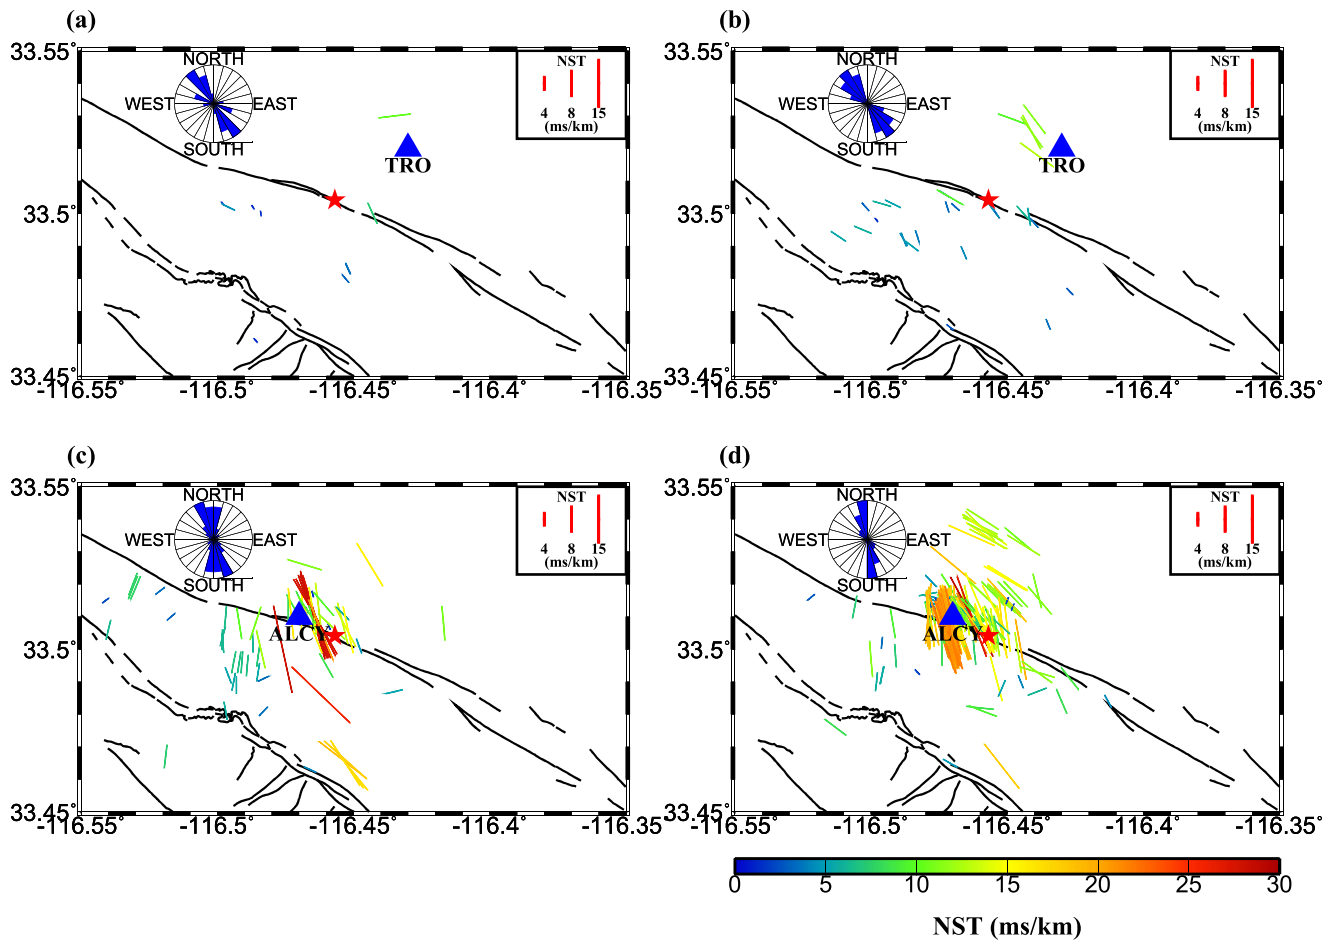 (a)
(b)
33.55°
NORTH
WEST
EAST
SOUTH
NST
4
8
15
(ms/km)
TRO
33.5°
33.45°
-116.55°
-116.5°
-116.45°
-116.4°
-116.35°
33.55°
NORTH
WEST
EAST
SOUTH
NST
4
8
15
(ms/km)
TRO
33.5°
33.45°
-116.55°
-116.5°
-116.45°
-116.4°
-116.35°
(c)
(d)
33.55°
NORTH
WEST
EAST
SOUTH
NST
4
8
15
(ms/km)
ALCY
33.5°
33.45°
-116.55°
-116.5°
-116.45°
-116.4°
-116.35°
33.55°
NORTH
WEST
EAST
SOUTH
NST
4
8
15
(ms/km)
ALCY
33.5°
33.45°
-116.55°
-116.5°
-116.45°
-116.4°
-116.35°
0 5 10 15 20 25 30
NST (ms/km)